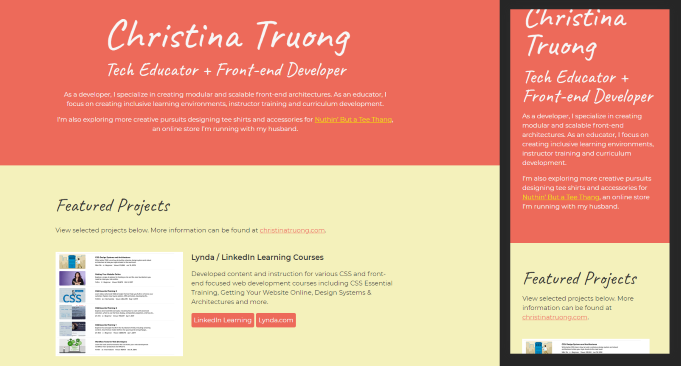 Christina Truong
Tech Educator + Front-end Developer
As a developer, I specialize in creating modular and scalable front-end architectures. As an educator, I
focus on creating inclusive learning environments, instructor training and curriculum development.
I'm also exploring more creative pursuits designing tee shirts and accessories for Nuthin' But a Tee Thang,
an online store I'm running with my husband.
Featured Projects
View selected projects below. More information can be found at christinatruong.com.
CSS
Lynda / LinkedIn Learning Courses
Developed content and instruction for various CSS and front-
end focused web development courses including CSS Essential
Training, Getting Your Website Online, Design Systems &
Architectures and more.
LinkedIn Learning
Lynda.com
Christina
Truong
Tech Educator +
Front-end Developer
As a developer, I specialize in creating
modular and scalable front-end
architectures. As an educator, I focus on
creating inclusive learning environments,
instructor training and curriculum
development.
I'm also exploring more creative pursuits
designing tee shirts and accessories for
Nuthin' But a Tee Thang, an online store
I'm running with my husband.
Featured Projects
View selected projects below. More
information can be found at
christinatruong.com.